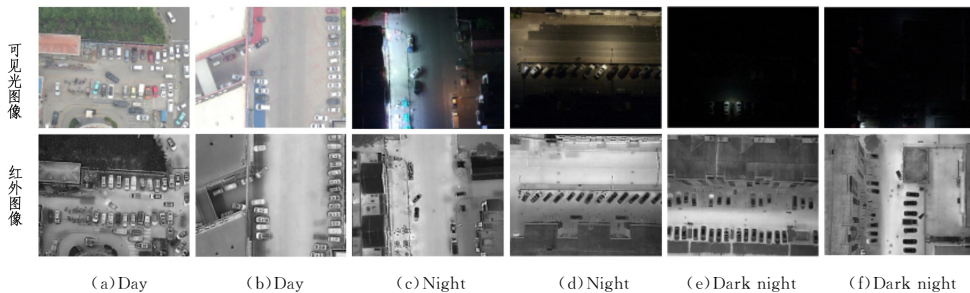 可见光图像
红外图像
(a)Day
(b)Day
(c)Night
(d)Night
(e)Dark night
(f)Dark night